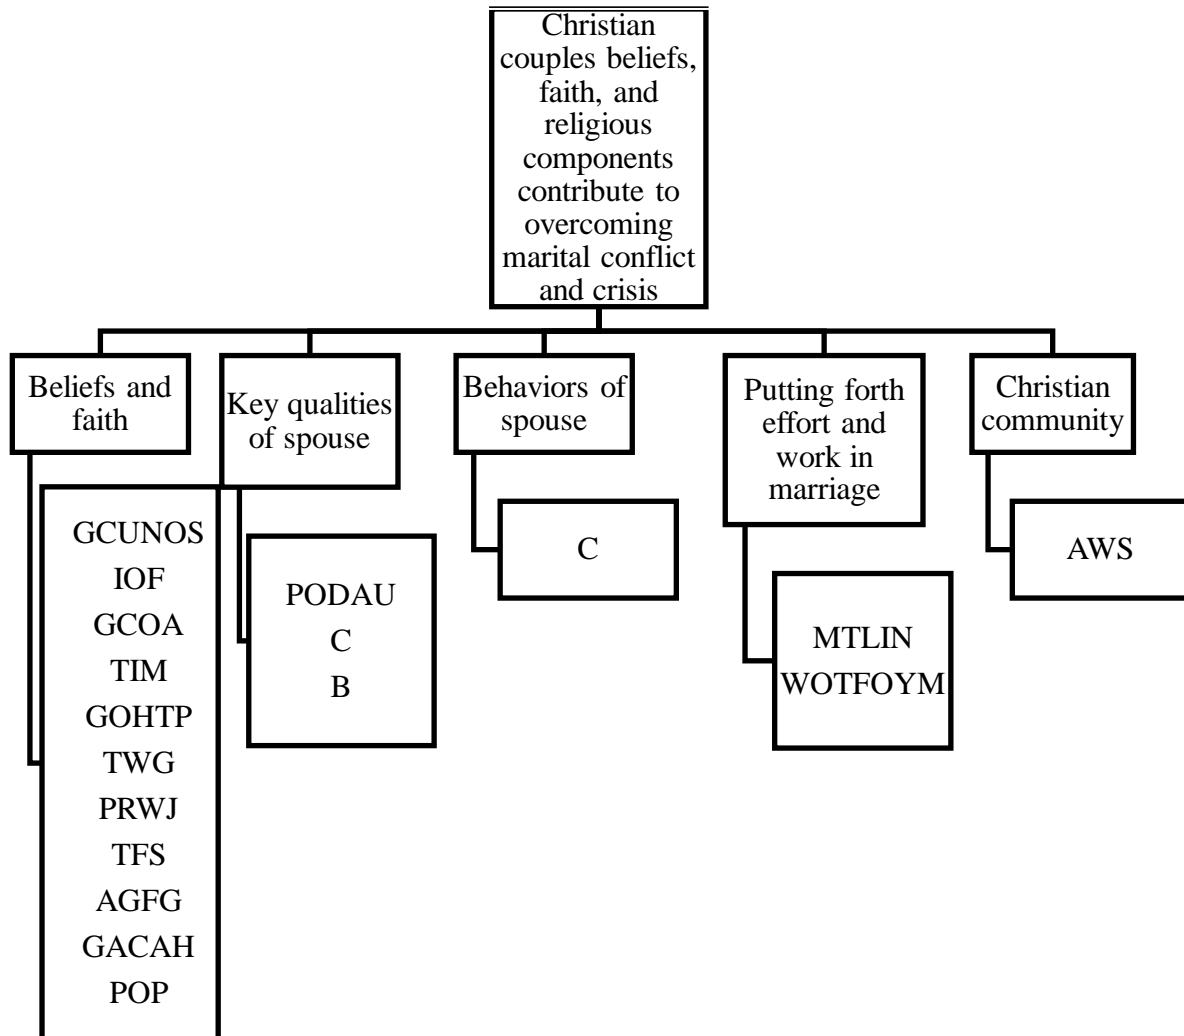 Christian
couples beliefs,
faith, and
religious
components
contribute to
overcoming
marital conflict
and crisis
Beliefs and
faith
Key qualities
of spouse
Behaviors of
spouse
Putting forth
effort and
work in
marriage
Christian
community
GCUNOS
IOF
GCOA
TIM
GOHTP
TWG
PRWJ
TFS
AGFG
GACAH
POP
PODAU
C
B
C
MTLIN
WOTFOYM
AWS